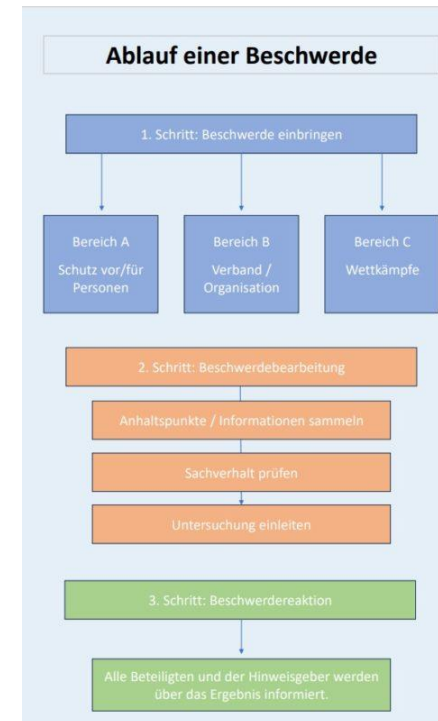 Ablauf einer Beschwerde
1. Schritt: Beschwerde einbringen
Bereich A
Schutz vor/für
Personen
Bereich B
Verband /
Organisation
Bereich C
Wettkämpfe
2. Schritt: Beschwerdebearbeitung
Anhaltspunkte / Informationen sammeln
Sachverhalt prüfen
Untersuchung einleiten
3. Schritt: Beschwerdereaktion
Alle Beteiligten und der Hinweisgeber werden
über das Ergebnis informiert.